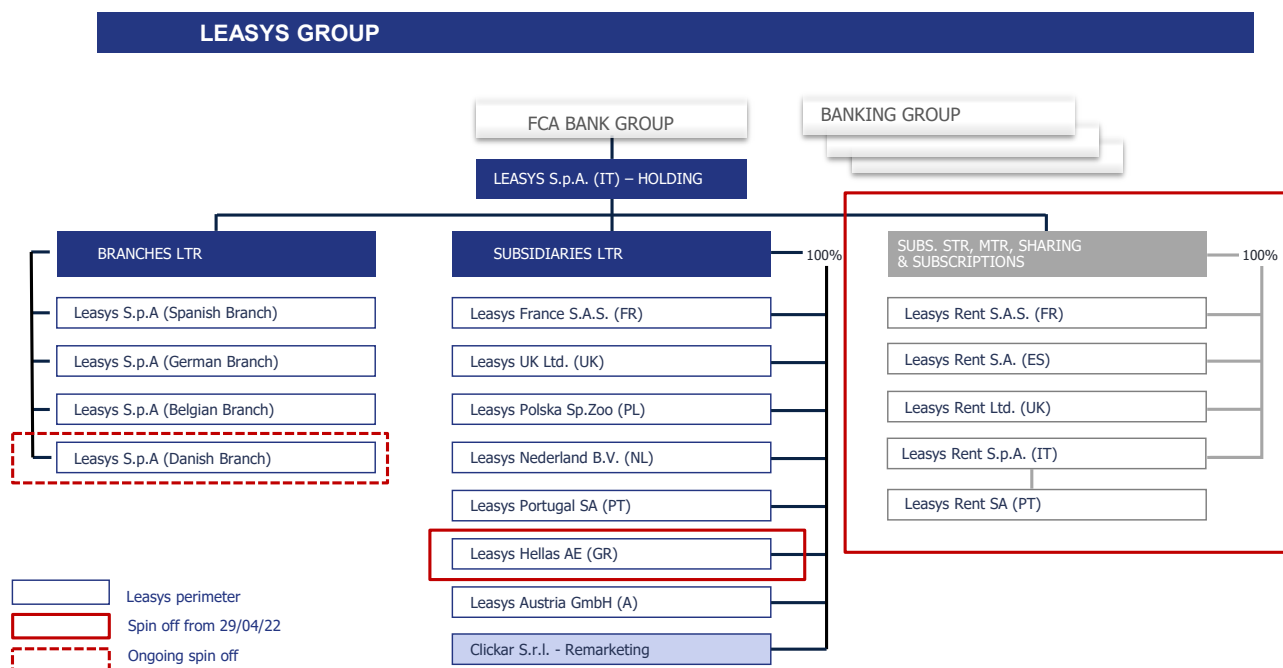 LEASYS GROUP
FCA BANK GROUP
BANKING GROUP
LEASYS S.p.A. (IT) – HOLDING
BRANCHES LTR
Leasys S.p.A (Spanish Branch)
Leasys S.p.A (German Branch)
Leasys S.p.A (Belgian Branch)
Leasys S.p.A (Danish Branch)
SUBSIDIARIES LTR
100%
Leasys France S.A.S. (FR)
Leasys UK Ltd. (UK)
Leasys Polska Sp.Zoo (PL)
Leasys Nederland B.V. (NL)
Leasys Portugal SA (PT)
Leasys Hellas AE (GR)
Leasys Austria GmbH (A)
Clickar S.r.l. - Remarketing
SUBS. STR, MTR, SHARING
& SUBSCRIPTIONS
100%
Leasys Rent S.A.S. (FR)
Leasys Rent S.A. (ES)
Leasys Rent Ltd. (UK)
Leasys Rent S.p.A. (IT)
Leasys Rent SA (PT)
Leasys perimeter
Spin off from 29/04/22
Ongoing spin off